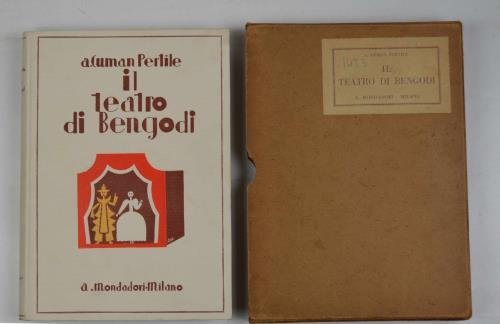 a. Cuman Pertile
il
teatro
di Bengodi
a. Mondadori-Milano
A. CUMAN PERTILE
IL
TEATRO DI BENGODI
A. MONDADORI - MILANO